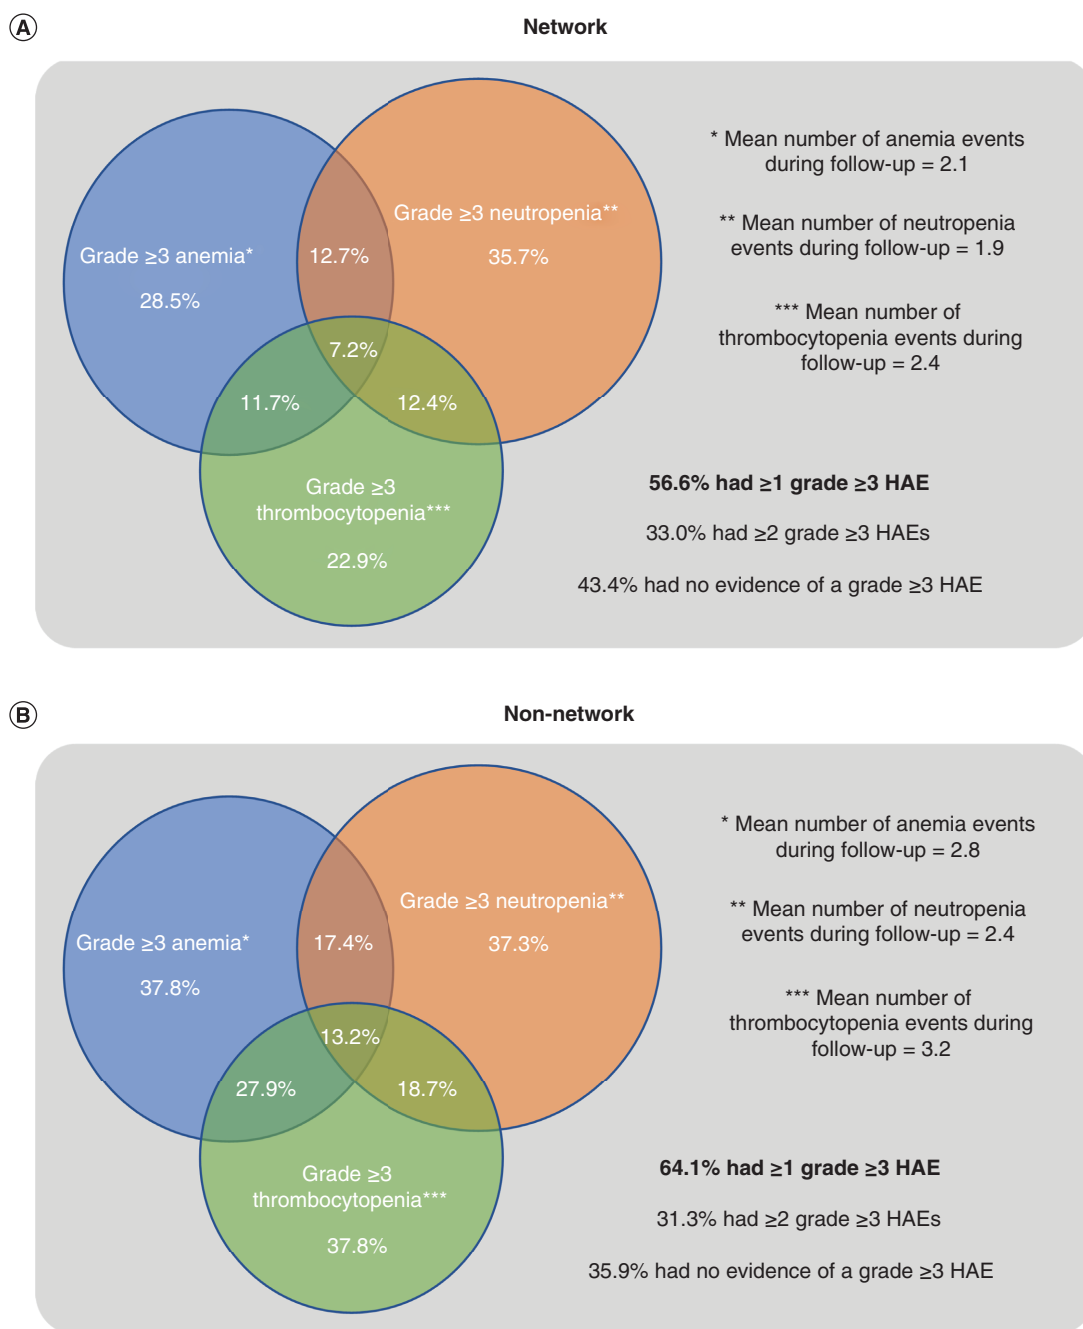 A
Network
* Mean number of anemia events
during follow-up = 2.1
Grade ≥3 neutropenia**
35.7%
** Mean number of neutropenia
events during follow-up = 1.9
Grade ≥3 anemia*
28.5%
12.7%
*** Mean number of
thrombocytopenia events during
follow-up = 2.4
7.2%
11.7%
12.4%
Grade ≥3
thrombocytopenia***
22.9%
56.6% had ≥1 grade ≥3 HAE
33.0% had ≥2 grade ≥3 HAEs
43.4% had no evidence of a grade ≥3 HAE
B
Non-network
* Mean number of anemia events
during follow-up = 2.8
Grade ≥3 neutropenia**
37.3%
** Mean number of neutropenia
events during follow-up = 2.4
Grade ≥3 anemia*
37.8%
17.4%
*** Mean number of
thrombocytopenia events during
follow-up = 3.2
13.2%
27.9%
18.7%
Grade ≥3
thrombocytopenia***
37.8%
64.1% had ≥1 grade ≥3 HAE
31.3% had ≥2 grade ≥3 HAEs
35.9% had no evidence of a grade ≥3 HAE